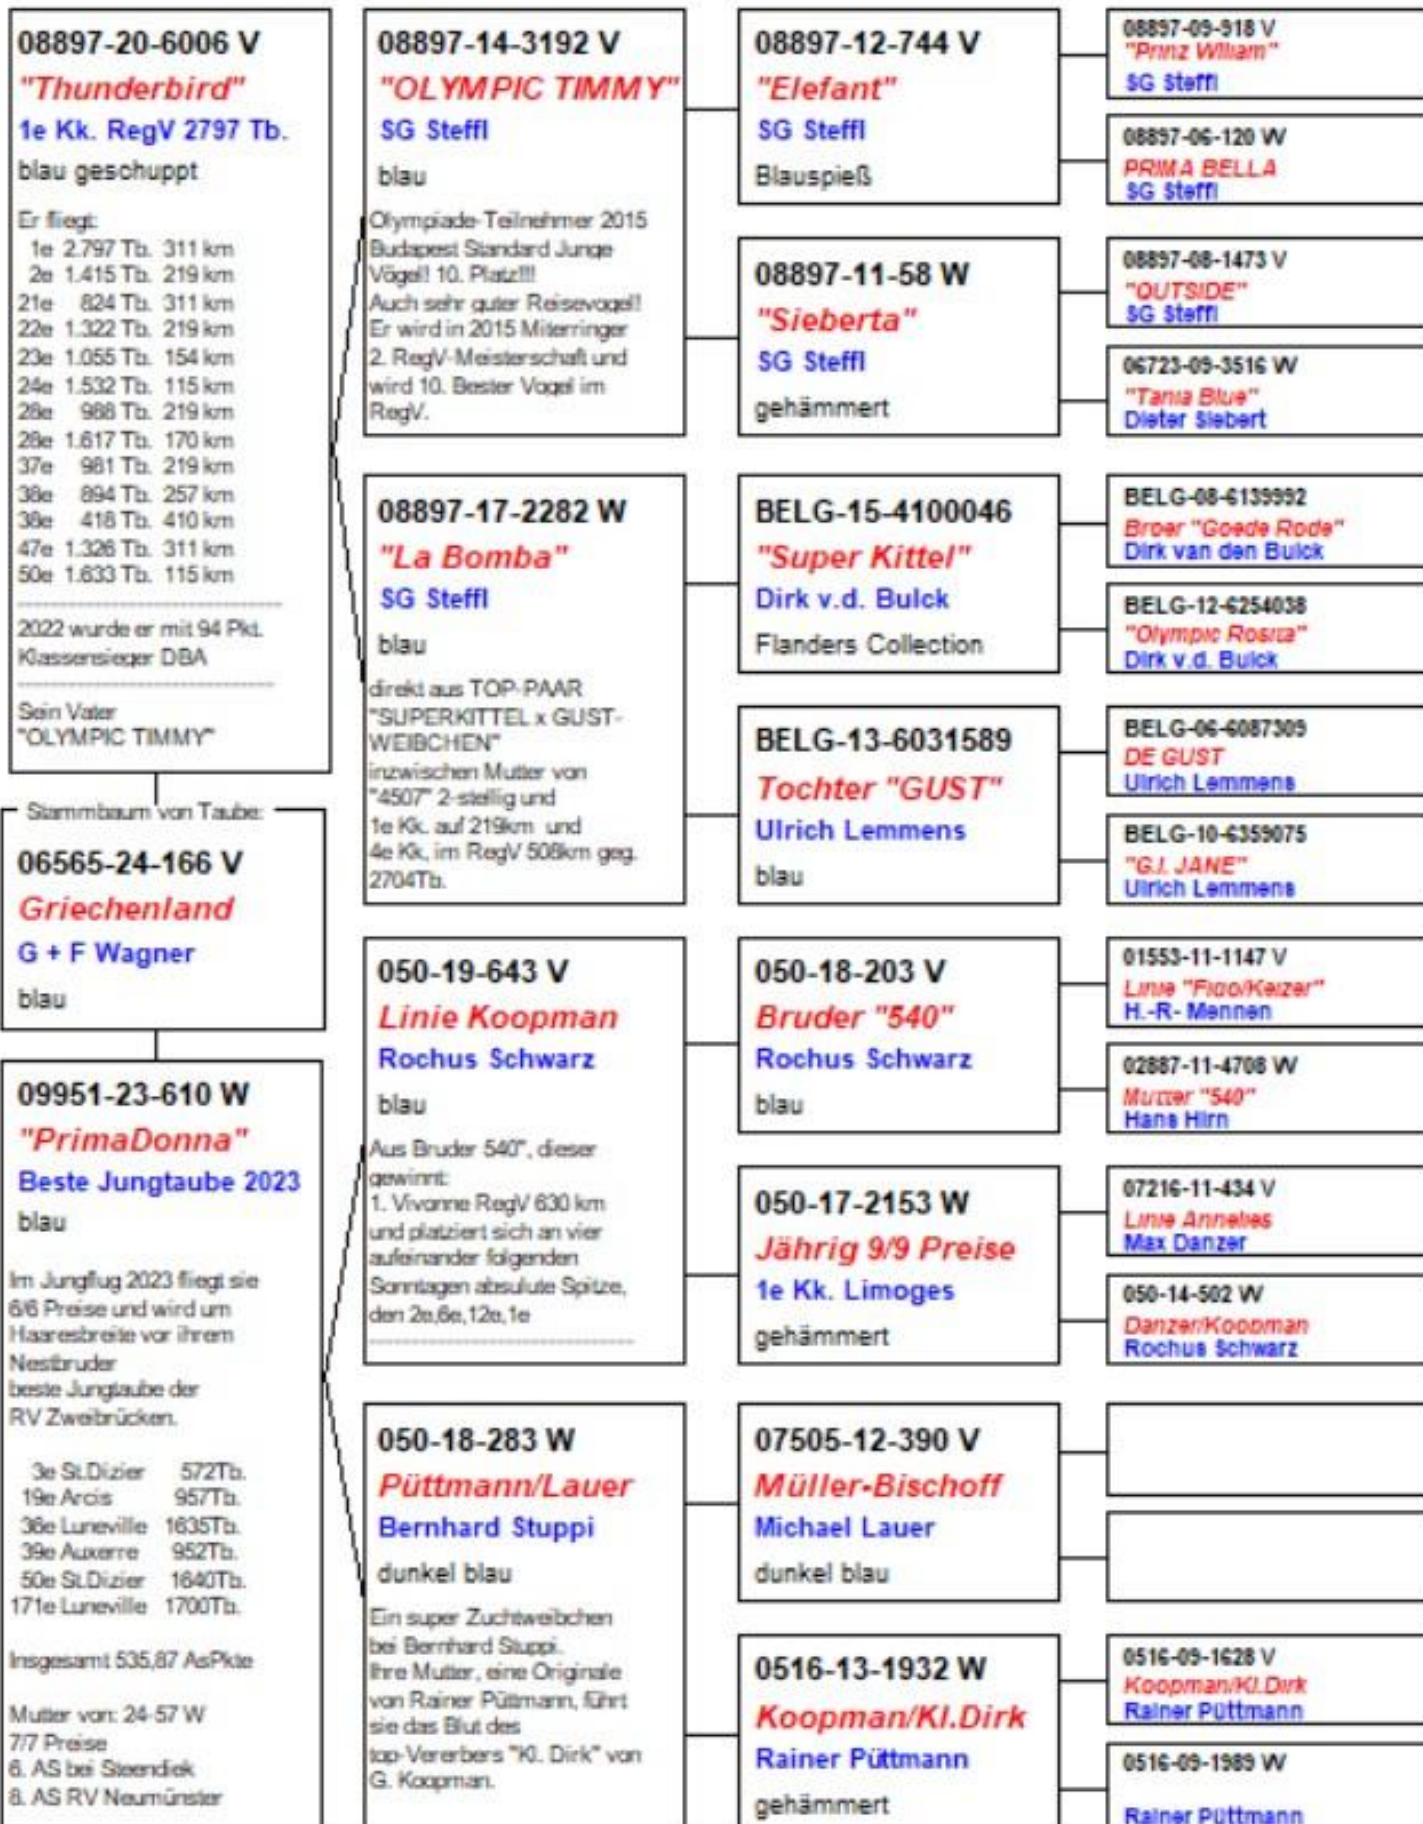 08897-20-6006 V
"Thunderbird"
1e Kk. RegV 2797 Tb.
blau geschuppt
Er fliegt:
1e 2.797 Tb. 311 km
2e 1.415 Tb. 219 km
21e 824 Tb. 311 km
22e 1.322 Tb. 219 km
23e 1.055 Tb. 154 km
24e 1.532 Tb. 115 km
28e 988 Tb. 219 km
28e 1.617 Tb. 170 km
37e 981 Tb. 219 km
38e 894 Tb. 257 km
38e 418 Tb. 410 km
47e 1.326 Tb. 311 km
50e 1.633 Tb. 115 km
2022 wurde er mit 94 Pkt.
Klassensieger DBA
Sein Vater
"OLYMPIC TIMMY"
Stammbaum von Taube:
06565-24-166 V
Griechenland
G + F Wagner
blau
09951-23-610 W
"PrimaDonna"
Beste Jungtaube 2023
blau
Im Jungflug 2023 fliegt sie
6/6 Preise und wird um
Haaresbreite vor ihrem
Nestbruder
beste Jungtaube der
RV Zweibrücken.
3e St.Dizier 572Tb.
19e Arcis 957Tb.
36e Luneville 1635Tb.
39e Auxerre 952Tb.
50e St.Dizier 1640Tb.
171e Luneville 1700Tb.
Insgesamt 535,87 AsPkte
Mutter von: 24-57 W
7/7 Preise
6. AS bei Steendiek
8. AS RV Neumünster
08897-14-3192 V
"OLYMPIC TIMMY"
SG Steffl
blau
Olympiade-Teilnehmer 2015
Budapest Standard Junge
Vögel! 10. Platz!!!
Auch sehr guter Reisevogel!
Er wird in 2015 Miterringer
2. RegV-Meisterschaft und
wird 10. Bester Vogel im
RegV.
08897-17-2282 W
"La Bomba"
SG Steffl
blau
direkt aus TOP-PAAR
"SUPERKITTEL x GUST-
WEIBCHEN"
inzwischen Mutter von
"4507" 2-stellig und
1e Kk. auf 219km und
4e Kk, im RegV 508km geg.
2704Tb.
050-19-643 V
Linie Koopman
Rochus Schwarz
blau
Aus Bruder 540", dieser
gewinnt:
1. Vivonne RegV 630 km
und platziert sich an vier
aufeinander folgenden
Sonntagen absulute Spitze,
den 2e,6e,12e,1e
050-18-283 W
Püttmann/Lauer
Bernhard Stuppi
dunkel blau
Ein super Zuchtweibchen
bei Bernhard Stuppi.
Ihre Mutter, eine Originale
von Rainer Püttmann, führt
sie das Blut des
top-Vererbers "Kl. Dirk" von
G. Koopman.
08897-12-744 V
"Elefant"
SG Steffl
Blauspieß
08897-11-58 W
"Sieberta"
SG Steffl
gehämmert
BELG-15-4100046
"Super Kittel"
Dirk v.d. Bulck
Flanders Collection
BELG-13-6031589
Tochter "GUST"
Ulrich Lemmens
blau
050-18-203 V
Bruder "540"
Rochus Schwarz
blau
050-17-2153 W
Jährig 9/9 Preise
1e Kk. Limoges
gehämmert
07505-12-390 V
Müller-Bischoff
Michael Lauer
dunkel blau
0516-13-1932 W
Koopman/Kl.Dirk
Rainer Püttmann
gehämmert
08897-09-918 V
"Prinz William"
SG Steffl
08897-06-120 W
PRIMA BELLA
SG Steffl
08897-08-1473 V
"OUTSIDE"
SG Steffl
06723-09-3516 W
"Tania Blue"
Dieter Siebert
BELG-08-6139992
Broer "Goede Rode"
Dirk van den Bulck
BELG-12-6254038
"Olympic Rosita"
Dirk v.d. Bulck
BELG-06-6087309
DE GUST
Ulrich Lemmens
BELG-10-6359075
"G.I. JANE"
Ulrich Lemmens
01553-11-1147 V
Linie "Figo/Keizer"
H.-R- Mennen
02887-11-4708 W
Mutter "540"
Hans Hirn
07216-11-434 V
Linie Annelies
Max Danzer
050-14-502 W
Danzer/Koopman
Rochus Schwarz
0516-09-1628 V
Koopman/Kl.Dirk
Rainer Püttmann
0516-09-1989 W
Rainer Püttmann